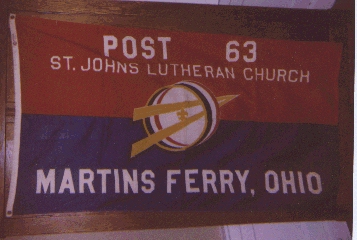 POST 63
ST. JOHNS LUTHERAN CHURCH
MARTINS FERRY, OHIO